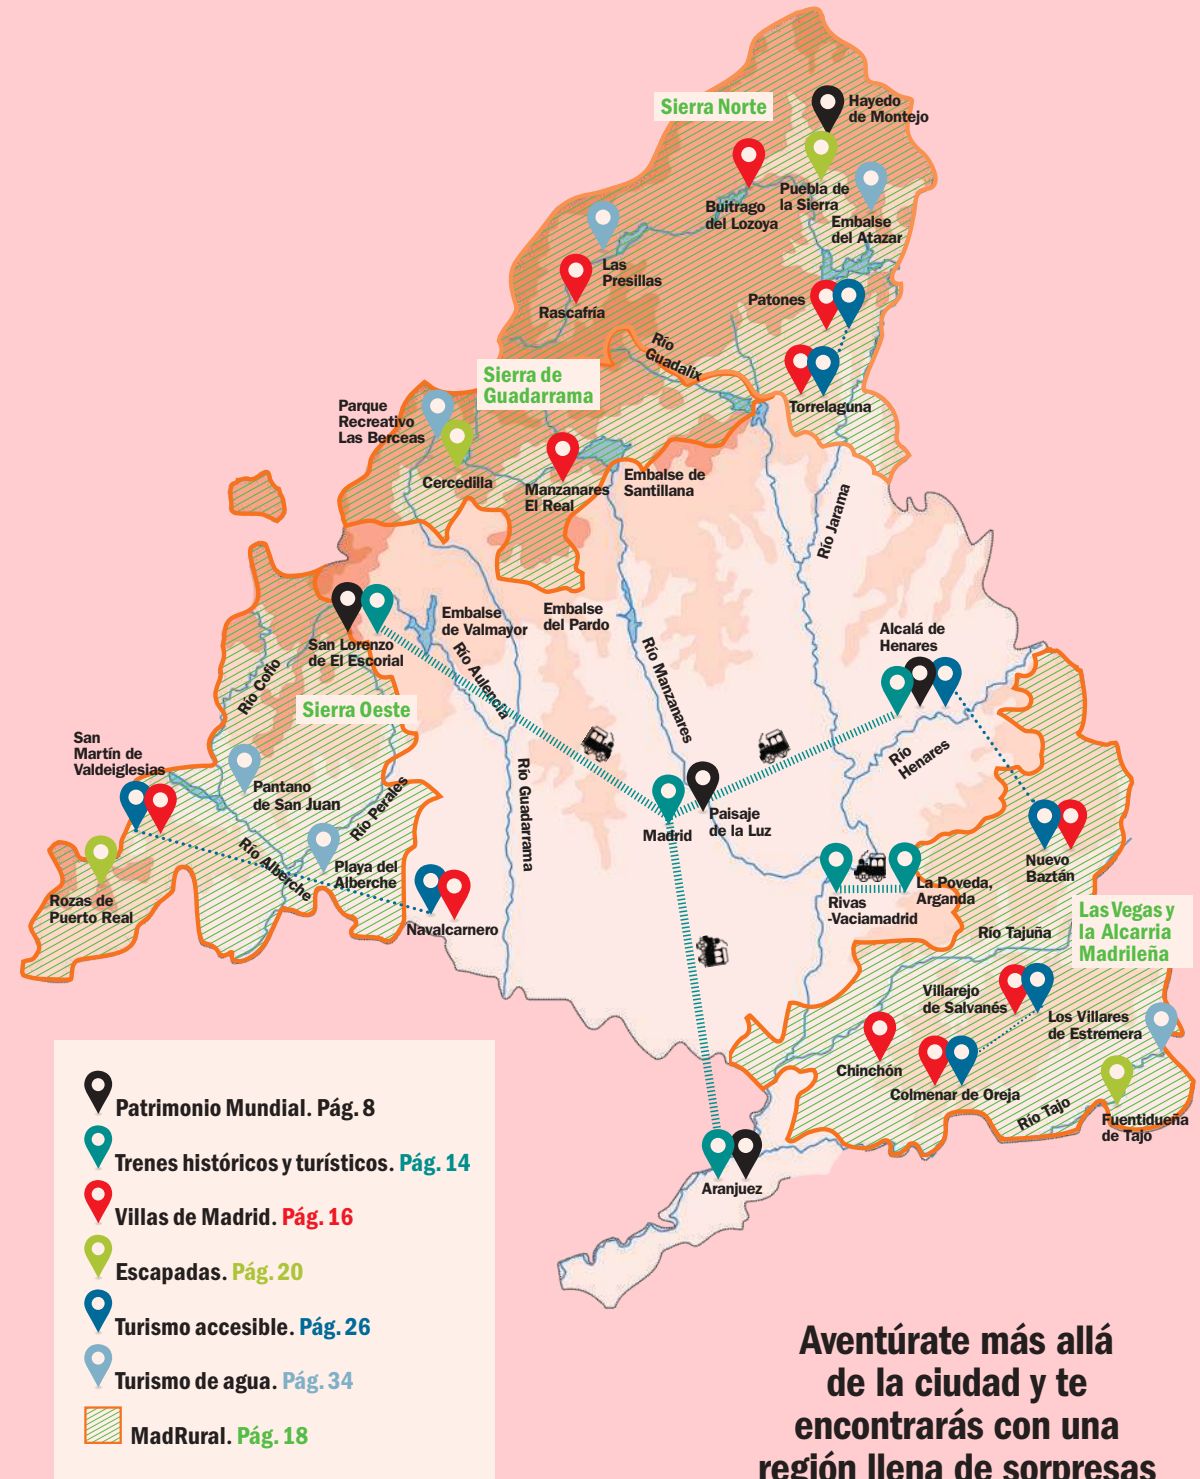 Sierra Norte
Hayedo
de Montejo
Puebla de
la Sierra
Buitrago
del Lozoya
Embalse
del Atazar
Las
Presillas
Rascafría
Patones
Río
Guadalix
Torrelaguna
Sierra de
Guadarrama
Parque
Recreativo
Las Berceas
Cercedilla
Manzanares
El Real
Embalse de
Santillana
Río Jarama
Embalse
de Valmayor
Embalse
del Pardo
San Lorenzo
de El Escorial
Río Cofio
Río Aulencia
Río Manzanares
Alcalá de
Henares
Río
Henares
Sierra Oeste
San
Martín de
Valdeiglesias
Pantano
de San Juan
Río Perales
Río Guadarrama
Madrid
Paisaje
de la Luz
Río Alberche
Playa del
Alberche
Rozas de
Puerto Real
Navalcarnero
Rivas
-Vaciamadrid
La Poveda,
Arganda
Nuevo
Baztán
Las Vegas y
la Alcarria
Madrileña
Río Tajuña
Villarejo
de Salvanés
Los Villares
de Estremera
Chinchón
Colmenar de Oreja
Río Tajo
Fuentidueña
de Tajo
Aranjuez
Patrimonio Mundial. Pág. 8
Trenes históricos y turísticos. Pág. 14
Villas de Madrid. Pág. 16
Escapadas. Pág. 20
Turismo accesible. Pág. 26
Turismo de agua. Pág. 34
MadRural. Pág. 18
Aventúrate más allá
de la ciudad y te
encontrarás con una
región llena de sorpresas